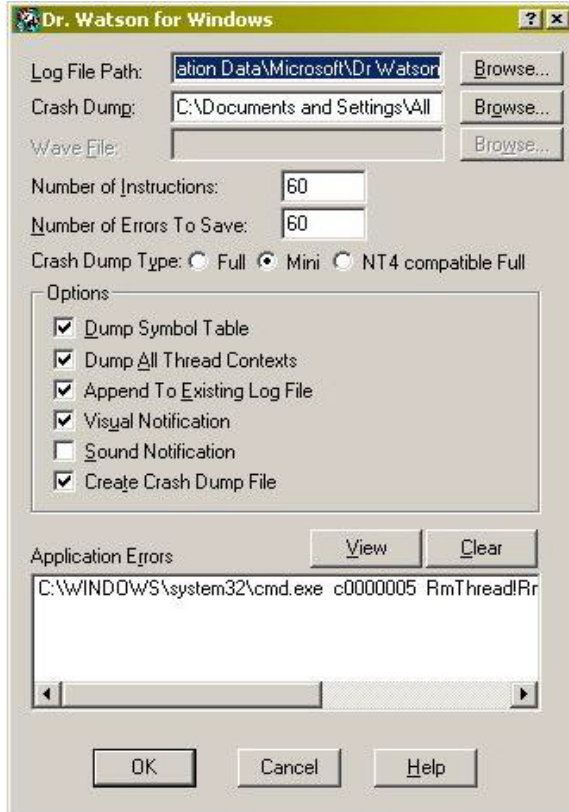 Dr. Watson for Windows
Log File Path: ation Data\Microsoft\Dr Watson Browse...
Crash Dump: C:\Documents and Settings\All Browse...
Wave File: Browse...
Number of Instructions: 60
Number of Errors To Save: 60
Crash Dump Type: Full Mini NT4 compatible Full
Options
Dump Symbol Table
Dump All Thread Contexts
Append To Existing Log File
Visual Notification
Sound Notification
Create Crash Dump File
Application Errors View Clear
C:\WINDOWS\system32\cmd.exe c0000005 RmThread!Rr
OK Cancel Help